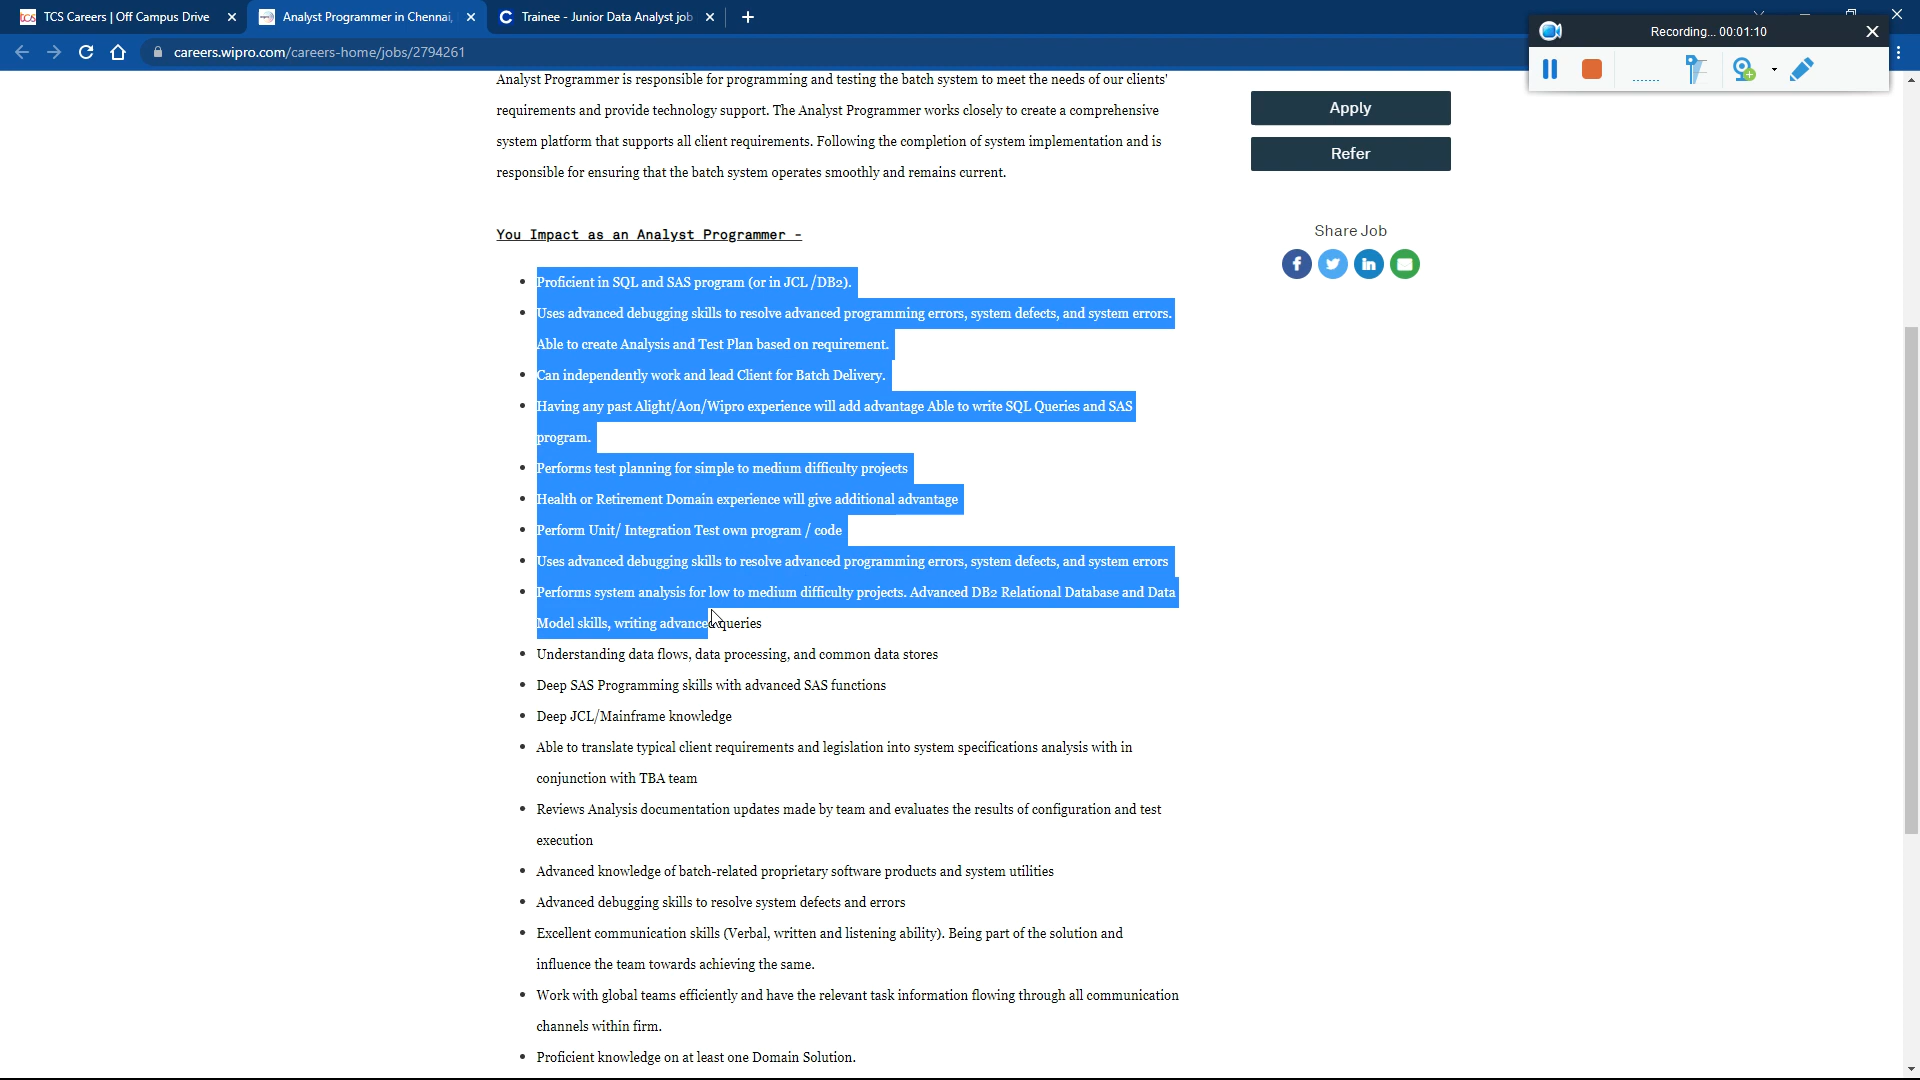 TCS Careers | Off Campus Drive
Analyst Programmer in Chennai,
Trainee - Junior Data Analyst job
Recording... 00:01:10
careers.wipro.com/careers-home/jobs/2794261
Analyst Programmer is responsible for programming and testing the batch system to meet the needs of our clients'
requirements and provide technology support. The Analyst Programmer works closely to create a comprehensive
system platform that supports all client requirements. Following the completion of system implementation and is
responsible for ensuring that the batch system operates smoothly and remains current.
Apply
Refer
Share Job
You Impact as an Analyst Programmer -
• Proficient in SQL and SAS program (or in JCL /DB2).
• Uses advanced debugging skills to resolve advanced programming errors, system defects, and system errors.
Able to create Analysis and Test Plan based on requirement.
• Can independently work and lead Client for Batch Delivery.
• Having any past Alight/Aon/Wipro experience will add advantage Able to write SQL Queries and SAS
program.
• Performs test planning for simple to medium difficulty projects
• Health or Retirement Domain experience will give additional advantage
• Perform Unit/ Integration Test own program / code
• Uses advanced debugging skills to resolve advanced programming errors, system defects, and system errors
• Performs system analysis for low to medium difficulty projects. Advanced DB2 Relational Database and Data
Model skills, writing advanced queries
• Understanding data flows, data processing, and common data stores
• Deep SAS Programming skills with advanced SAS functions
• Deep JCL/Mainframe knowledge
• Able to translate typical client requirements and legislation into system specifications analysis with in
conjunction with TBA team
• Reviews Analysis documentation updates made by team and evaluates the results of configuration and test
execution
• Advanced knowledge of batch-related proprietary software products and system utilities
• Advanced debugging skills to resolve system defects and errors
• Excellent communication skills (Verbal, written and listening ability). Being part of the solution and
influence the team towards achieving the same.
• Work with global teams efficiently and have the relevant task information flowing through all communication
channels within firm.
• Proficient knowledge on at least one Domain Solution.